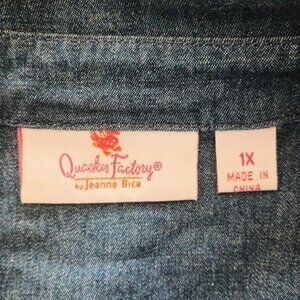 Quacker Factory®
by Jeanne Bice
1X
MADE IN
CHINA